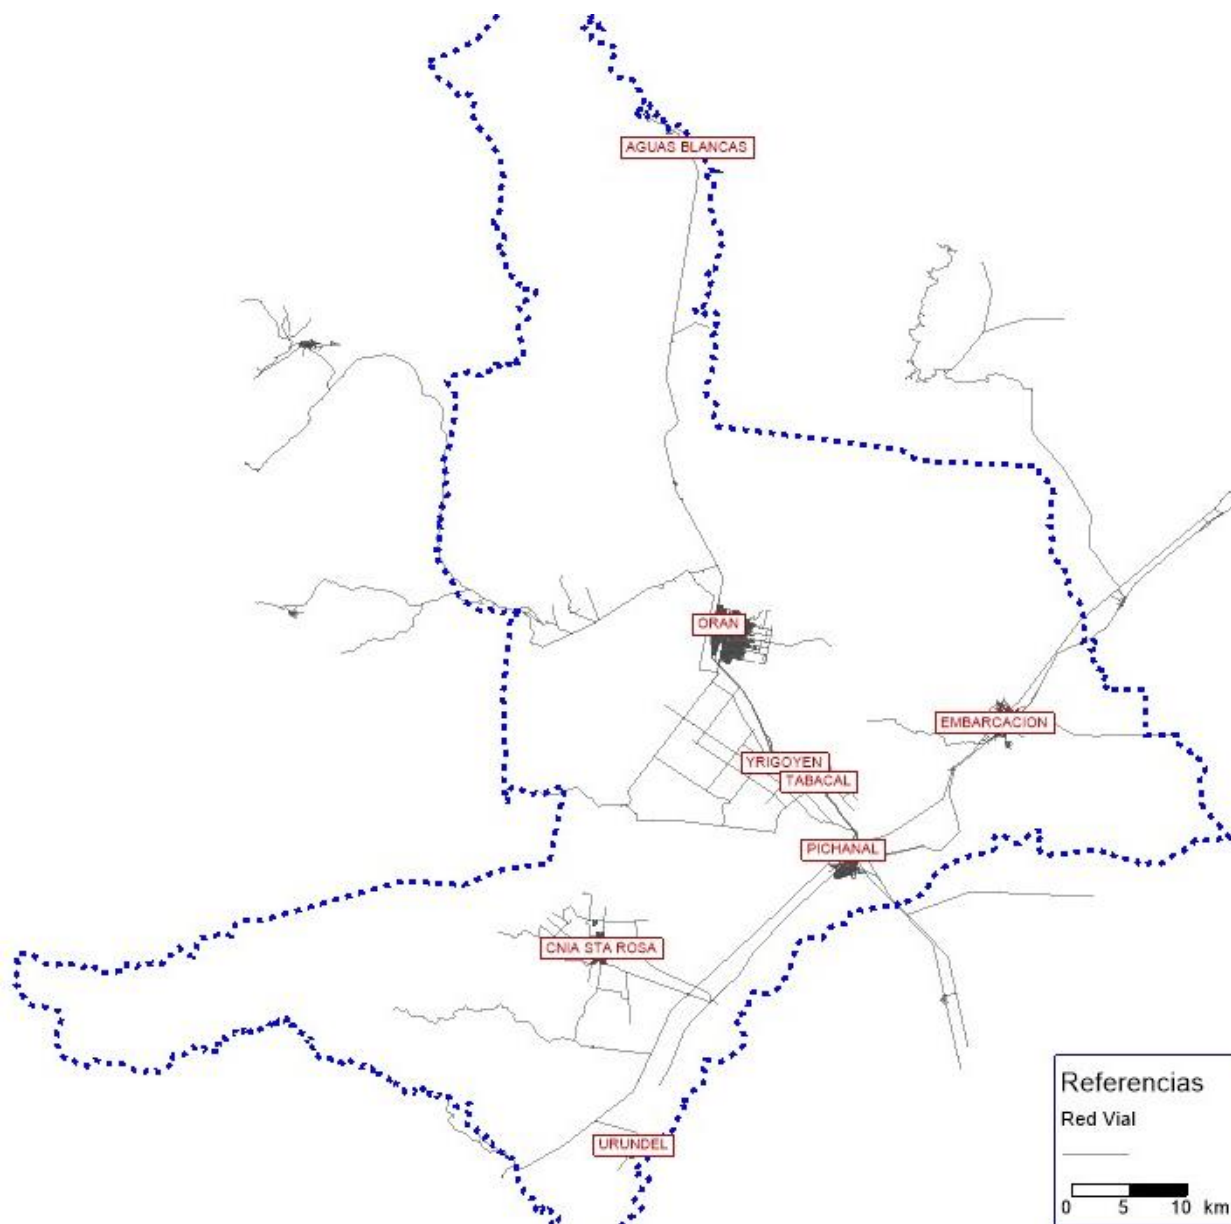 AGUAS BLANCAS
ORAN
EMBARCACION
YRIGOYEN
TABACAL
PICHANAL
CNIA STA ROSA
URUNDEL
Referencias
Red Vial
0 5 10 km